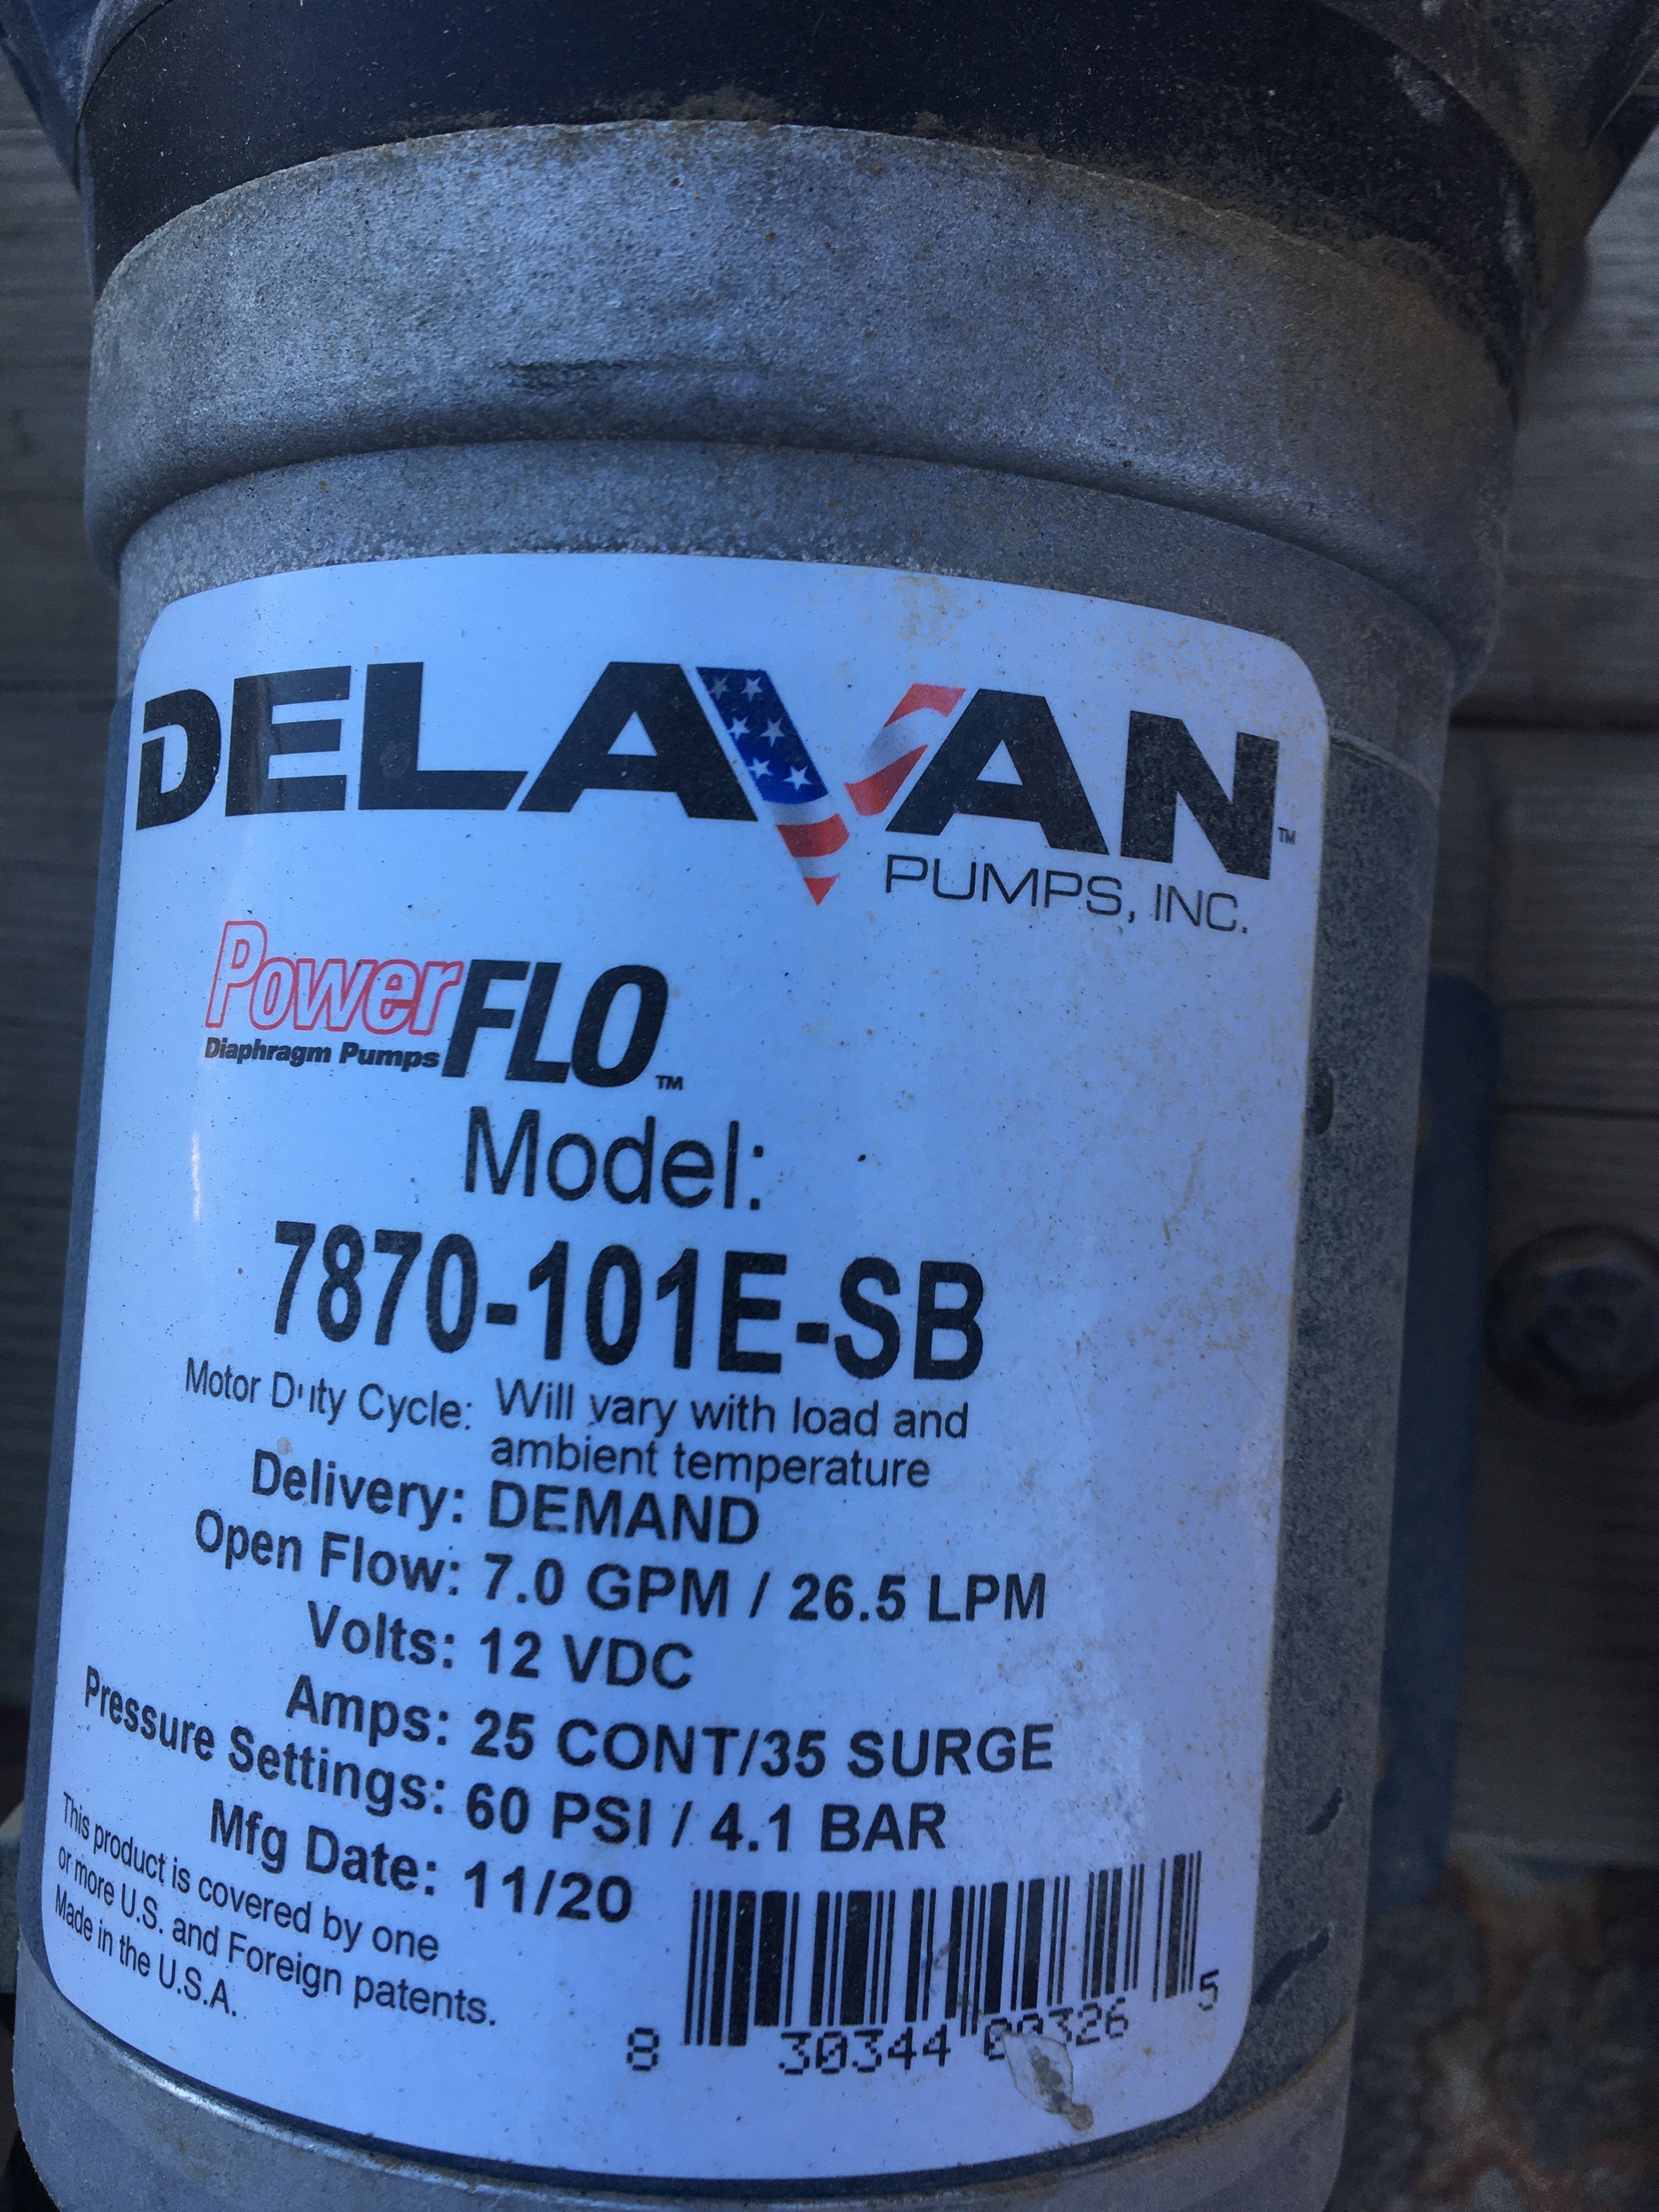 DELAVAN™
PUMPS, INC.
PowerFLO™
Diaphragm Pumps
Model:
7870-101E-SB
Motor Duty Cycle: Will vary with load and
ambient temperature
Delivery: DEMAND
Open Flow: 7.0 GPM / 26.5 LPM
Volts: 12 VDC
Amps: 25 CONT/35 SURGE
Pressure Settings: 60 PSI / 4.1 BAR
Mfg Date: 11/20
This product is covered by one
or more U.S. and Foreign patents.
Made in the U.S.A.
8 30344 00326 5